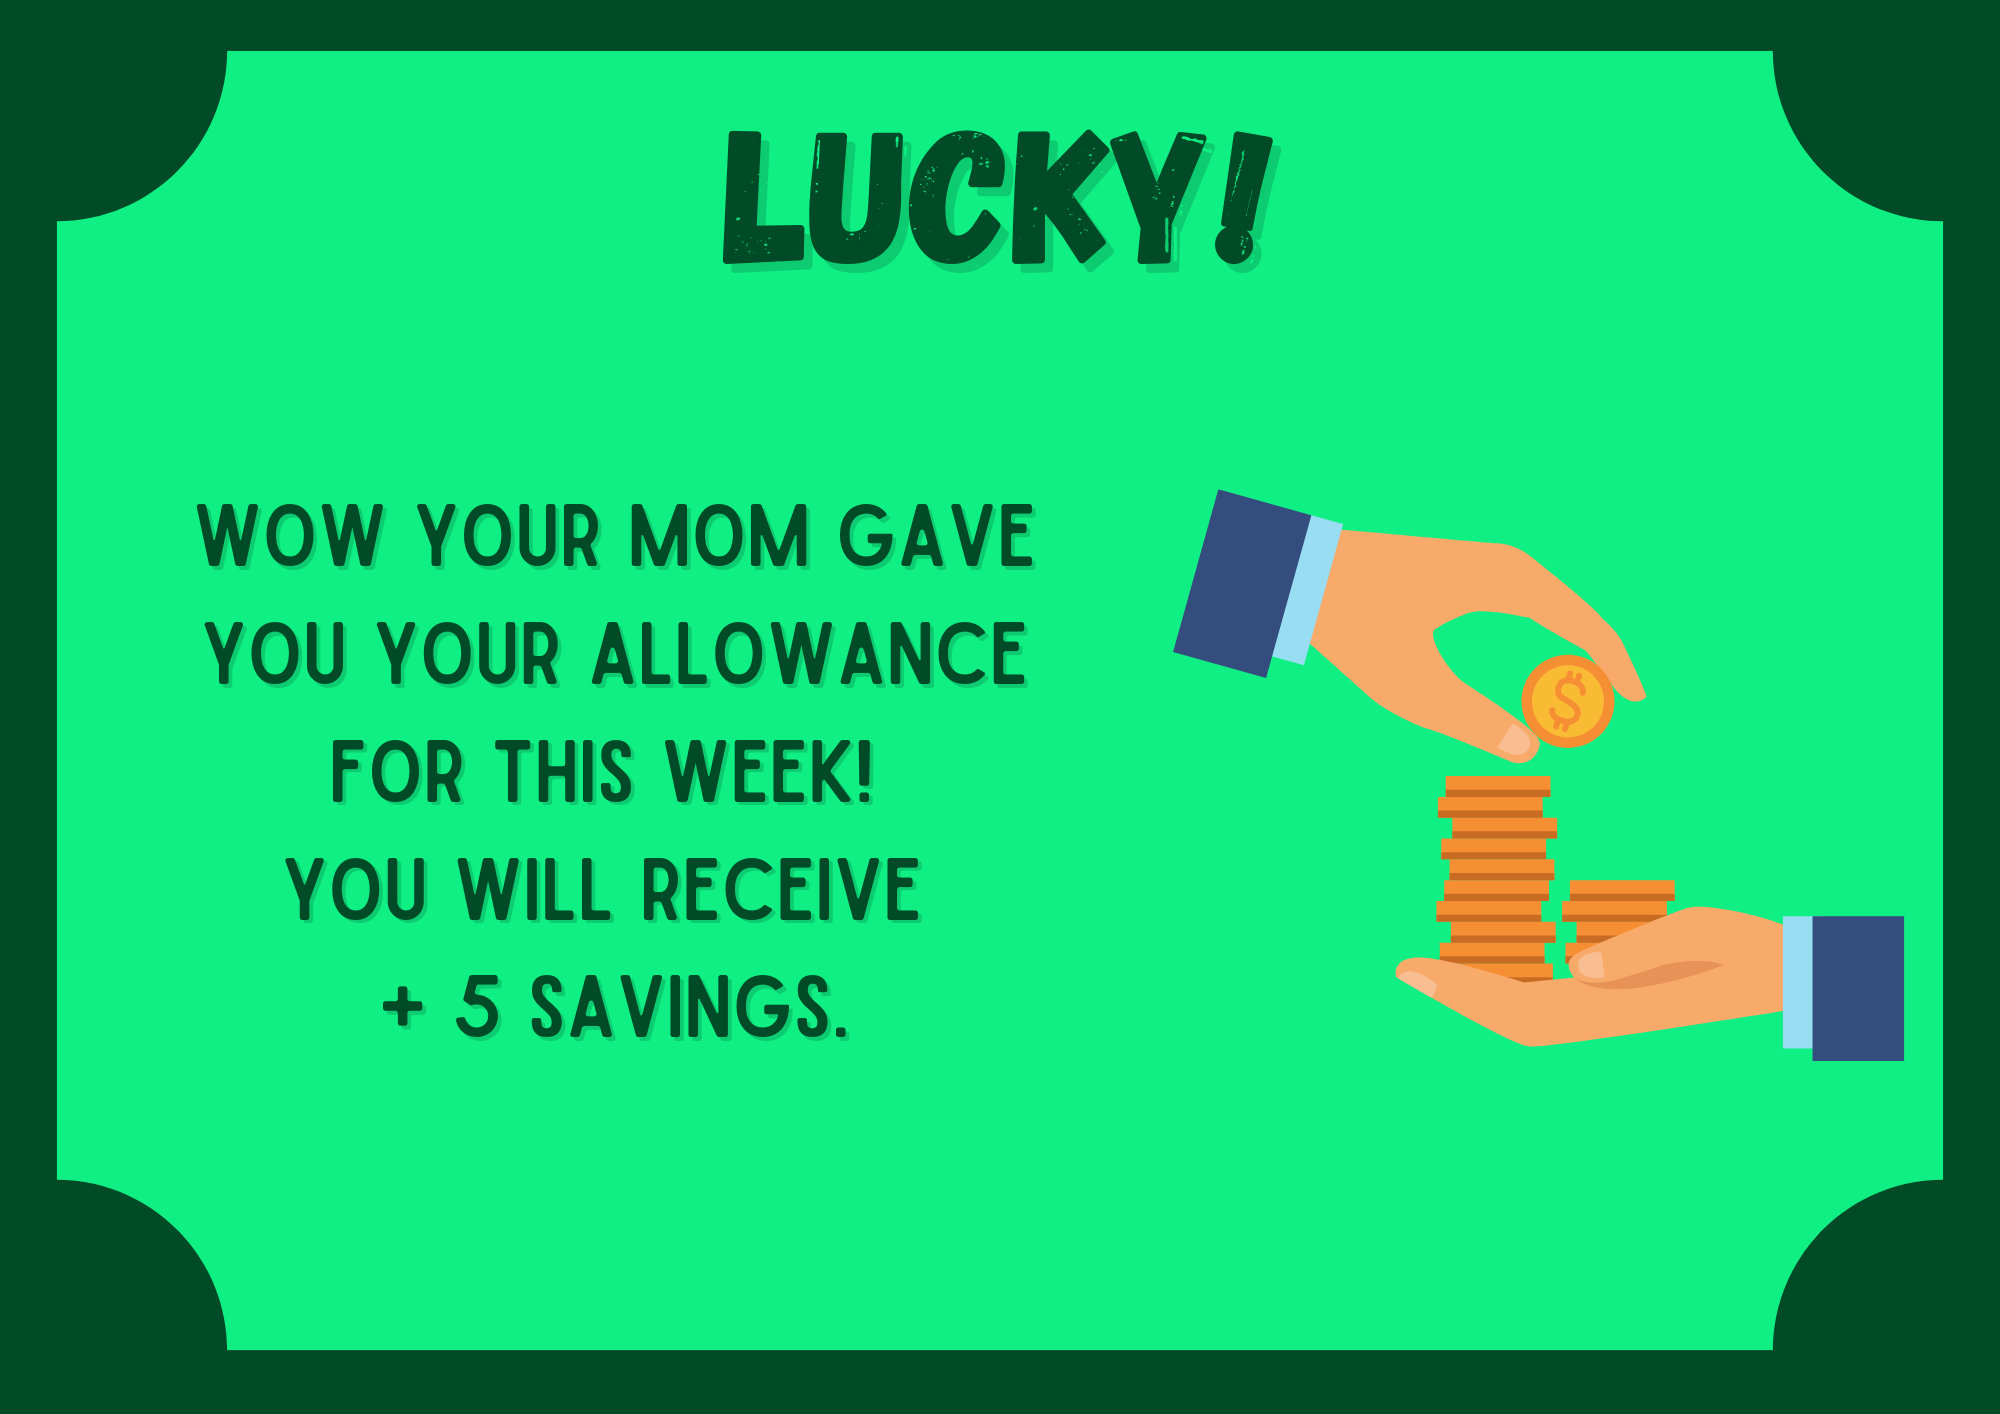 LUCKY!
WOW YOUR MOM GAVE
YOU YOUR ALLOWANCE
FOR THIS WEEK!
YOU WILL RECEIVE
+ 5 SAVINGS.
$